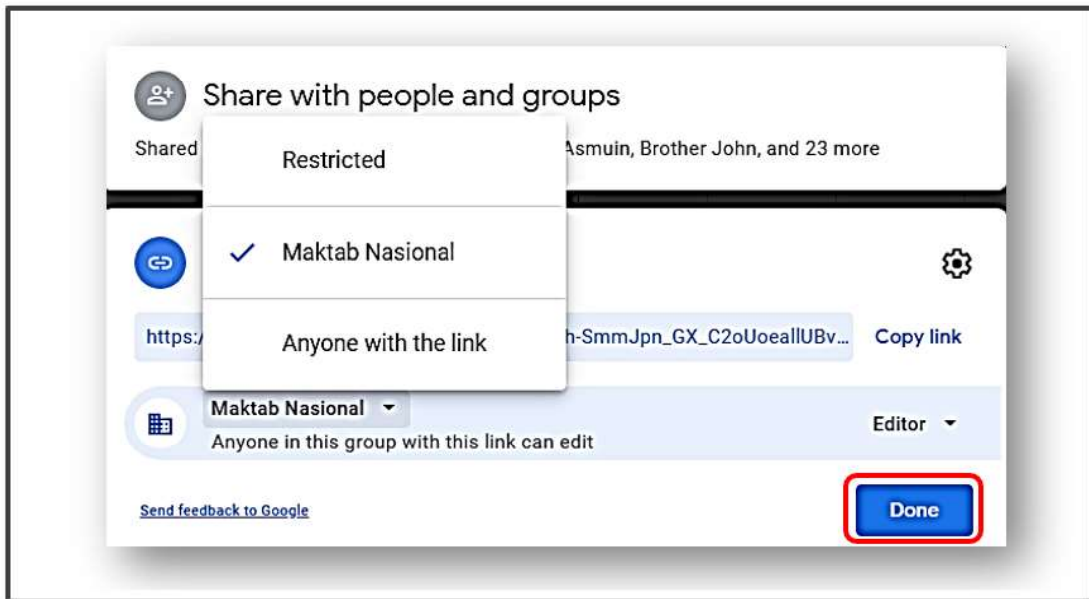 Share with people and groups
Shared Asmuin, Brother John, and 23 more
Restricted
Maktab Nasional
Anyone with the link
https:/ h-SmmJpn_GX_C2oUoeallUBv... Copy link
Maktab Nasional
Anyone in this group with this link can edit
Editor
Send feedback to Google
Done